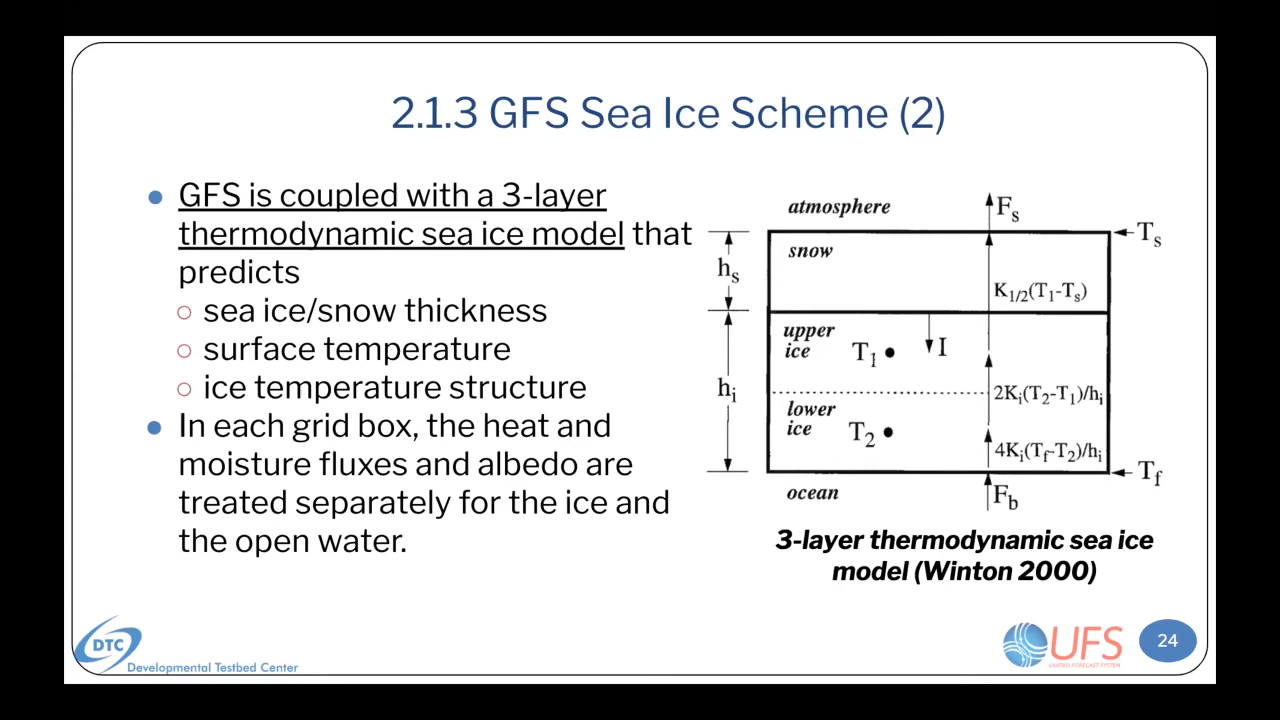 2.1.3 GFS Sea Ice Scheme (2)
● GFS is coupled with a 3-layer
thermodynamic sea ice model that
predicts
○ sea ice/snow thickness
○ surface temperature
○ ice temperature structure
● In each grid box, the heat and
moisture fluxes and albedo are
treated separately for the ice and
the open water.
atmosphere
Fs
Ts
snow
hs
K1/2(T1-Ts)
upper
ice
T1
I
hi
2Ki(T2-T1)/hi
lower
ice
T2
4Ki(Tf-T2)/hi
Tf
ocean
Fb
3-layer thermodynamic sea ice
model (Winton 2000)
DTC
Developmental Testbed Center
UFS
UNIFIED FORECAST SYSTEM
24